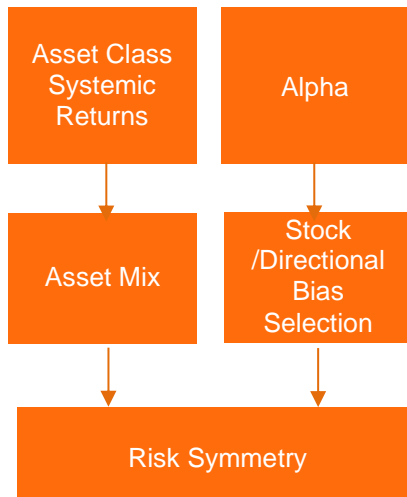 Asset Class
Systemic
Returns
Alpha
Asset Mix
Stock
/Directional
Bias
Selection
Risk Symmetry